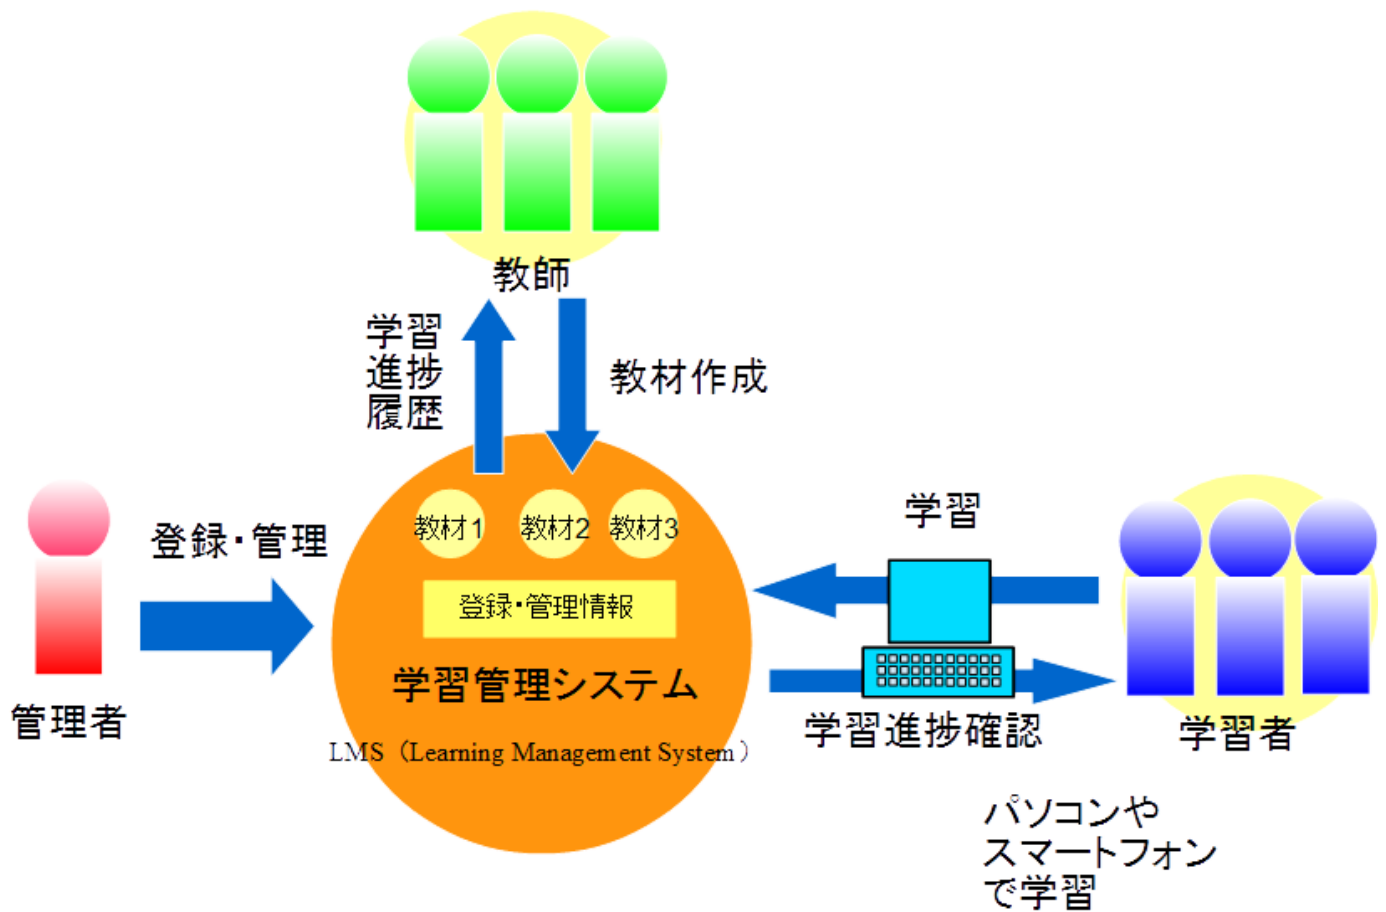 教師
学習
進捗
履歴
教材作成
教材1
教材2
教材3
登録・管理情報
学習管理システム
LMS（Learning Management System）
登録・管理
管理者
学習
学習進捗確認
学習者
パソコンや
スマートフォン
で学習